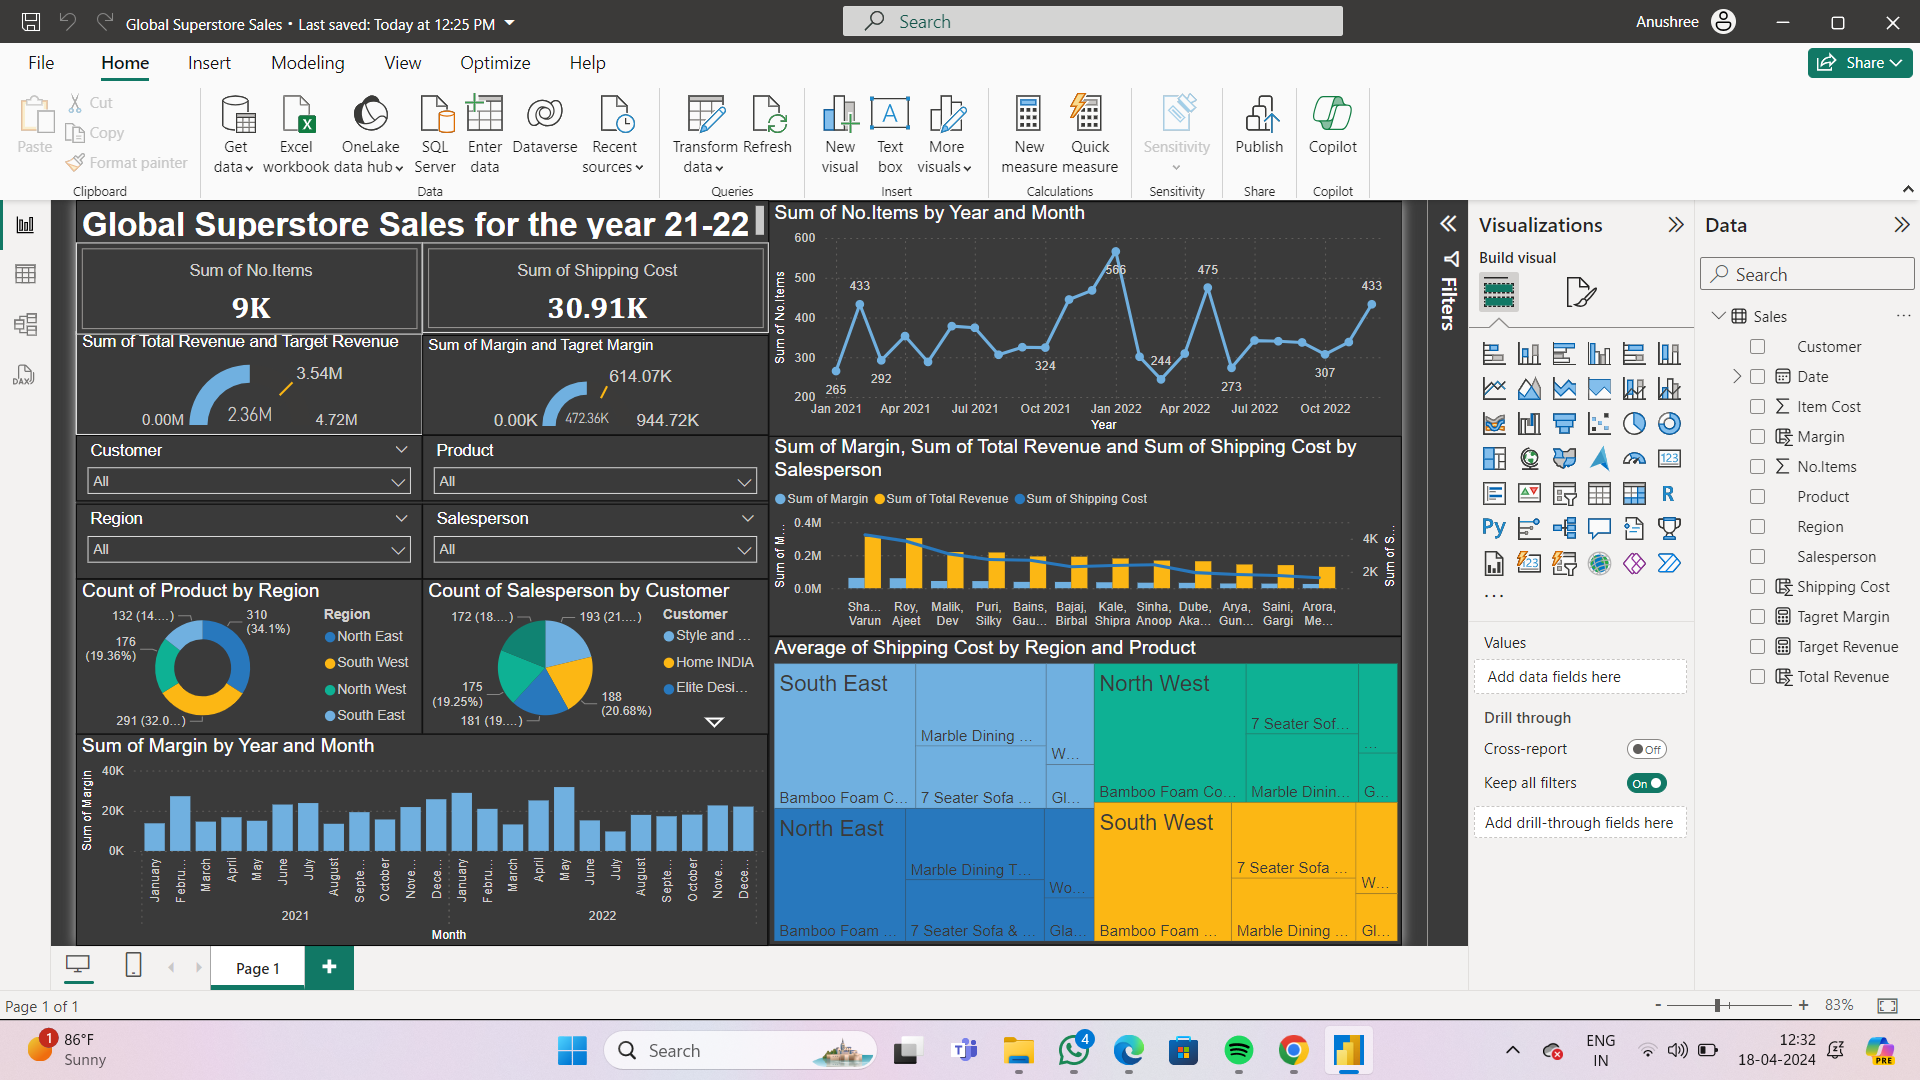 Global Superstore Sales • Last saved: Today at 12:25 PM
Search
Anushree
File Home Insert Modeling View Optimize Help
Share
Paste
Cut
Copy
Format painter
Clipboard
Get data
Excel workbook
OneLake data hub
SQL Server
Enter data
Dataverse
Recent sources
Data
Transform data
Refresh
Queries
New visual
Text box
More visuals
Insert
New measure
Quick measure
Calculations
Sensitivity
Sensitivity
Publish
Share
Copilot
Copilot
Global Superstore Sales for the year 21-22
Sum of No.Items
9K
Sum of Shipping Cost
30.91K
Sum of Total Revenue and Target Revenue
3.54M
0.00M
2.36M
4.72M
Sum of Margin and Tagret Margin
614.07K
0.00K
472.36K
944.72K
Customer
All
Product
All
Region
All
Salesperson
All
Count of Product by Region
132 (14....)
310 (34.1%)
176 (19.36%)
291 (32.0...)
Region
North East
South West
North West
South East
Count of Salesperson by Customer
172 (18....)
193 (21....)
175 (19.25%)
188 (20.68%)
181 (19....)
Customer
Style and ...
Home INDIA
Elite Desi...
Sum of Margin by Year and Month
Sum of Margin
40K
20K
0K
January Febru... March April May June July August Septe... October Nove... Dece... January Febru... March April May June July August Septe... October Nove... Dece...
2021 2022
Month
Sum of No.Items by Year and Month
Sum of No.Items
600
500
400
300
200
265 433 292 324 566 244 475 273 307 433
Jan 2021 Apr 2021 Jul 2021 Oct 2021 Jan 2022 Apr 2022 Jul 2022 Oct 2022
Year
Sum of Margin, Sum of Total Revenue and Sum of Shipping Cost by
Salesperson
Sum of Margin Sum of Total Revenue Sum of Shipping Cost
Sum of M...
0.4M
0.2M
0.0M
4K
2K
Sum of S...
Sha... Roy, Malik, Puri, Bains, Bajaj, Kale, Sinha, Dube, Arya, Saini, Arora,
Varun Ajeet Dev Silky Gau... Birbal Shipra Anoop Aka... Gun... Gargi Me...
Average of Shipping Cost by Region and Product
South East
Bamboo Foam C...
Marble Dining ...
7 Seater Sofa ...
W...
Gl...
North West
Bamboo Foam Co...
7 Seater Sof...
Marble Dinin...
...
G...
North East
Bamboo Foam ...
Marble Dining T...
7 Seater Sofa & ...
Wo...
Gla...
South West
Bamboo Foam ...
7 Seater Sofa ...
Marble Dining ...
W...
Gl...
Filters
Visualizations
Build visual
123
R
Py
123
...
Values
Add data fields here
Drill through
Cross-report
Off
Keep all filters
On
Add drill-through fields here
Data
Search
Sales
...
Customer
Date
Item Cost
Margin
No.Items
Product
Region
Salesperson
Shipping Cost
Tagret Margin
Target Revenue
Total Revenue
Page 1
Page 1 of 1
- + 83%
1
86°F
Sunny
Search
4
ENG
IN
12:32
18-04-2024
PRE